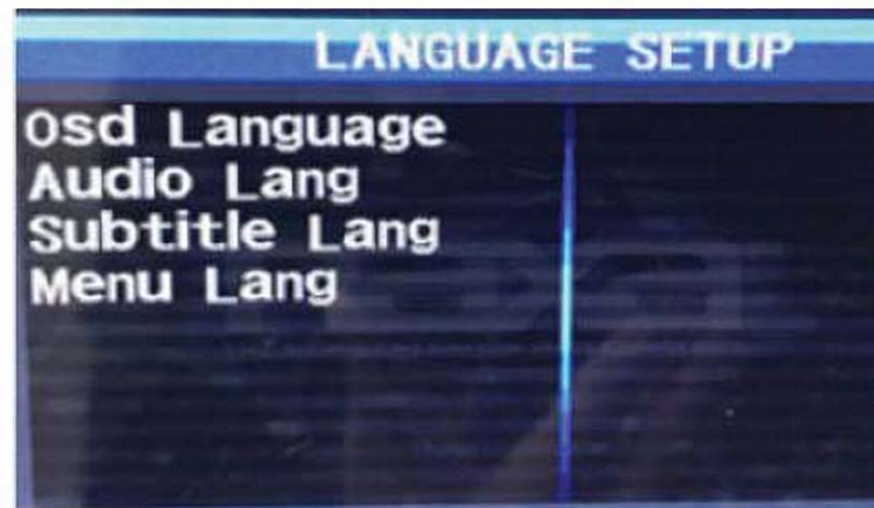 LANGUAGE SETUP
Osd Language
Audio Lang
Subtitle Lang
Menu Lang